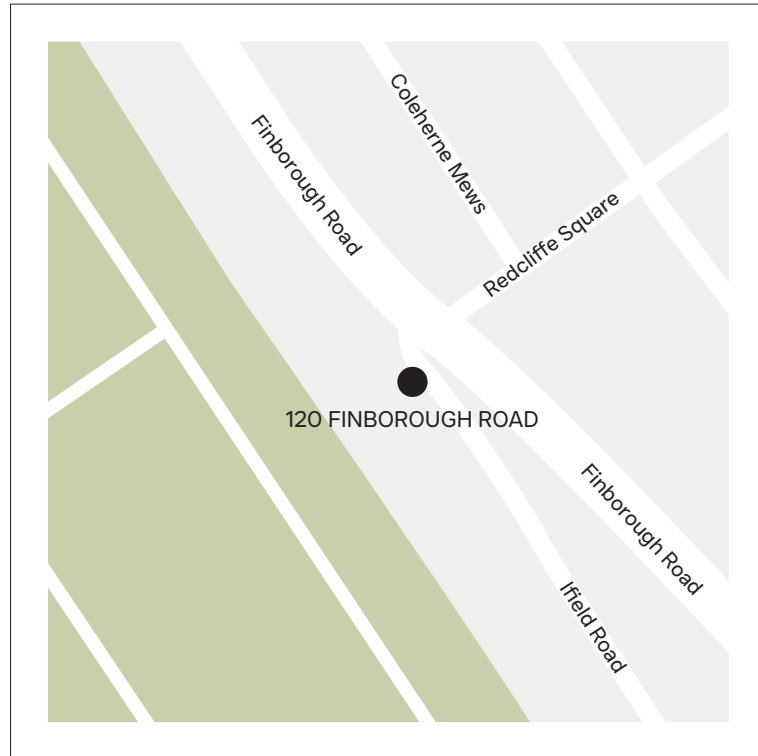 Coleherne Mews
Finborough Road
Redcliffe Square
120 FINBOROUGH ROAD
Finborough Road
Ifield Road